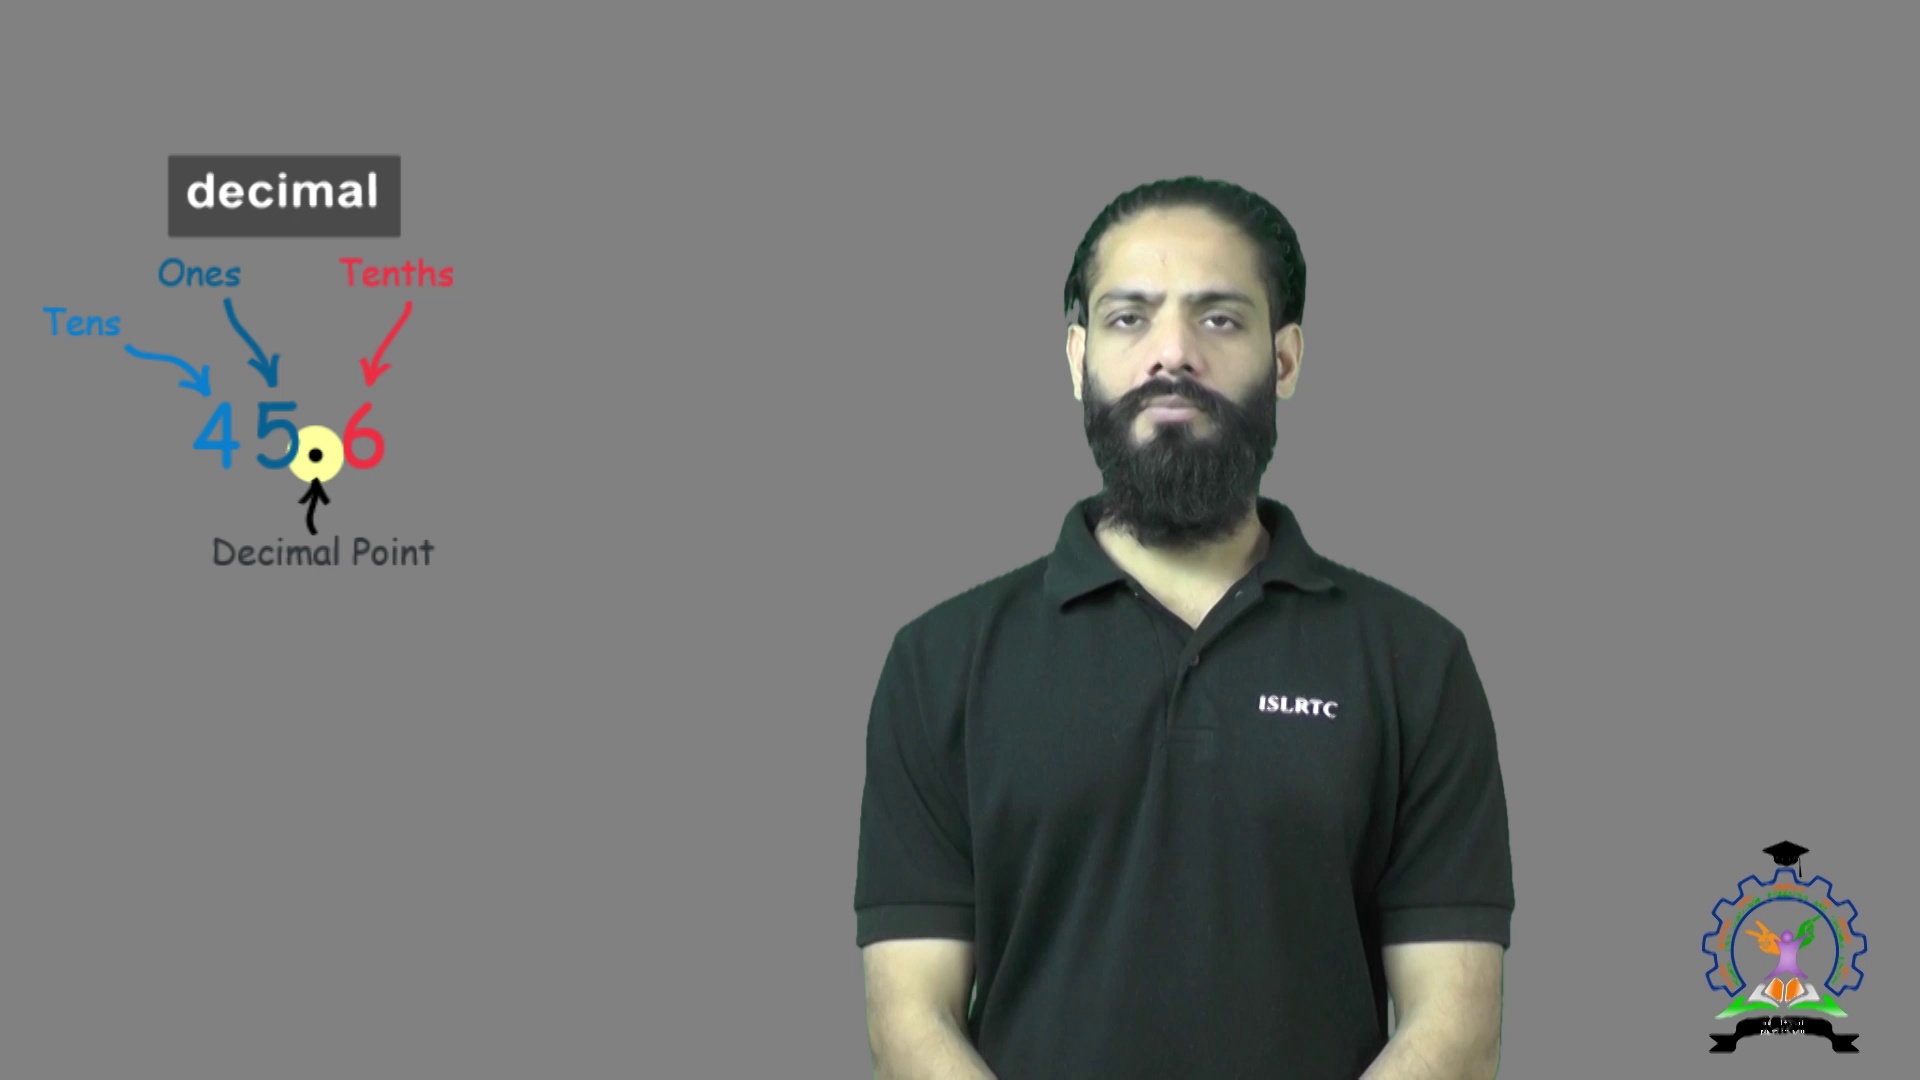 decimal
Ones
Tenths
Tens
45.6
Decimal Point
ISLRTC